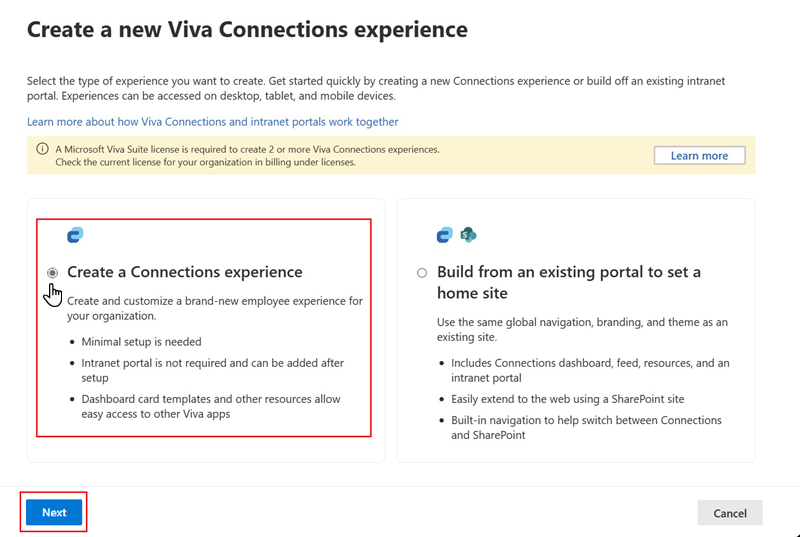 Create a new Viva Connections experience
Select the type of experience you want to create. Get started quickly by creating a new Connections experience or build off an existing intranet
portal. Experiences can be accessed on desktop, tablet, and mobile devices.
Learn more about how Viva Connections and intranet portals work together
A Microsoft Viva Suite license is required to create 2 or more Viva Connections experiences.
Check the current license for your organization in billing under licenses.
Learn more
Create a Connections experience
Create and customize a brand-new employee experience for
your organization.
• Minimal setup is needed
• Intranet portal is not required and can be added after
setup
• Dashboard card templates and other resources allow
easy access to other Viva apps
Build from an existing portal to set a
home site
Use the same global navigation, branding, and theme as an
existing site.
• Includes Connections dashboard, feed, resources, and an
intranet portal
• Easily extend to the web using a SharePoint site
• Built-in navigation to help switch between Connections
and SharePoint
Next
Cancel